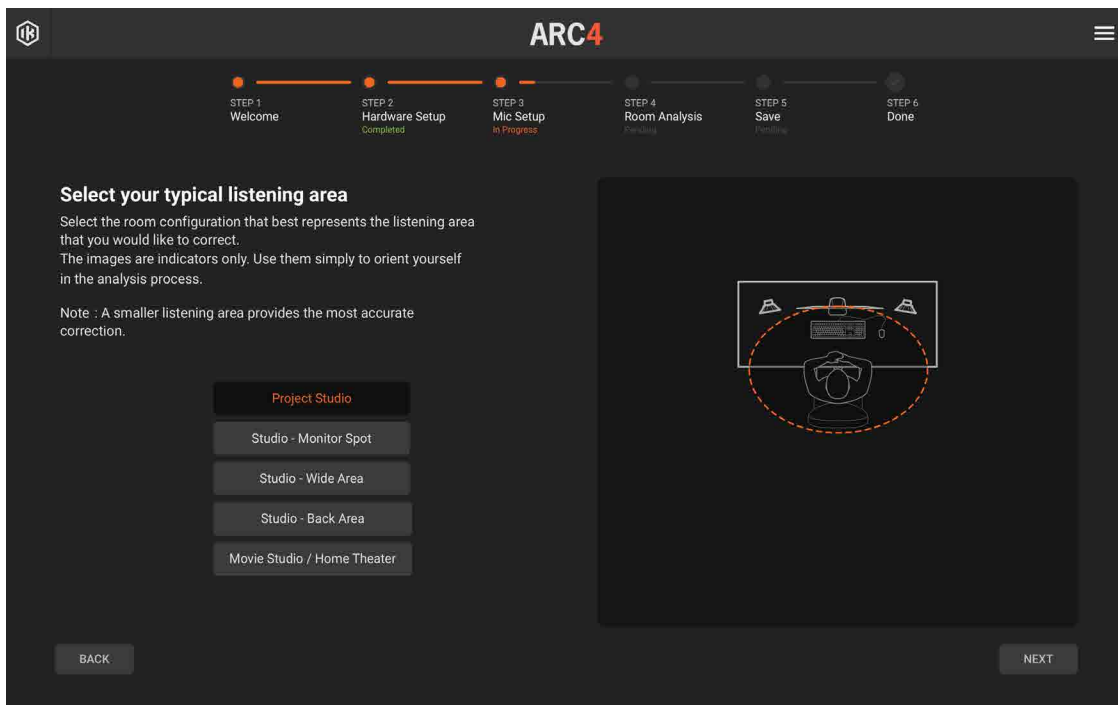 IK
ARC4
STEP 1
Welcome
STEP 2
Hardware Setup
Completed
STEP 3
Mic Setup
In Progress
STEP 4
Room Analysis
Pending
STEP 5
Save
Pending
STEP 6
Done
Select your typical listening area
Select the room configuration that best represents the listening area
that you would like to correct.
The images are indicators only. Use them simply to orient yourself
in the analysis process.
Note : A smaller listening area provides the most accurate
correction.
Project Studio
Studio - Monitor Spot
Studio - Wide Area
Studio - Back Area
Movie Studio / Home Theater
BACK
NEXT